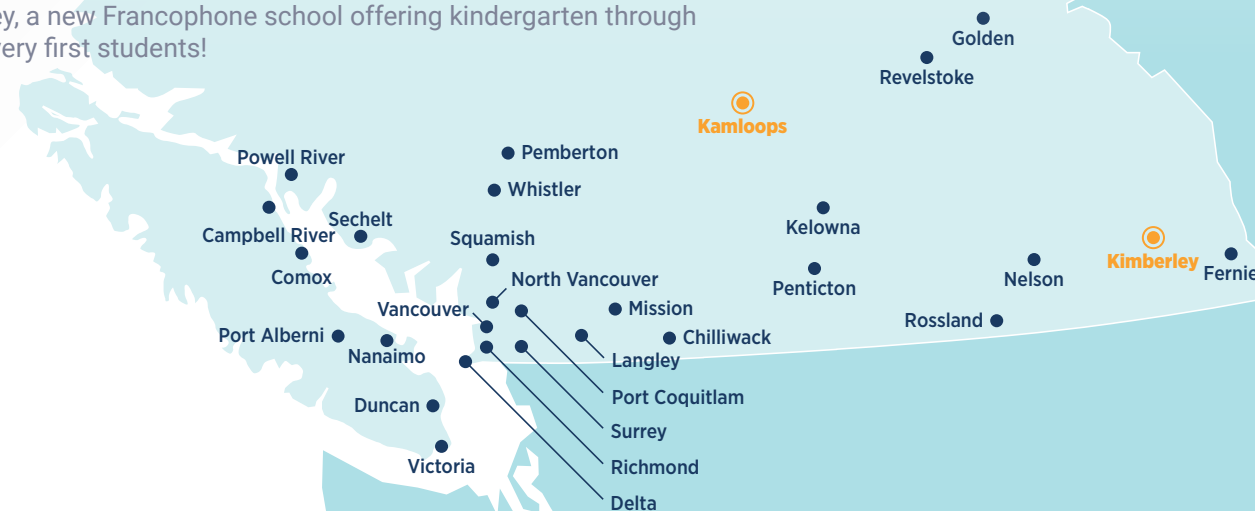 ey, a new Francophone school offering kindergarten through
very first students!
Golden
Revelstoke
Kamloops
Pemberton
Powell River
Whistler
Sechelt
Kelowna
Campbell River
Squamish
Kimberley
Fernie
Comox
North Vancouver
Nelson
Penticton
Vancouver
Mission
Rossland
Port Alberni
Chilliwack
Nanaimo
Langley
Port Coquitlam
Duncan
Surrey
Victoria
Richmond
Delta